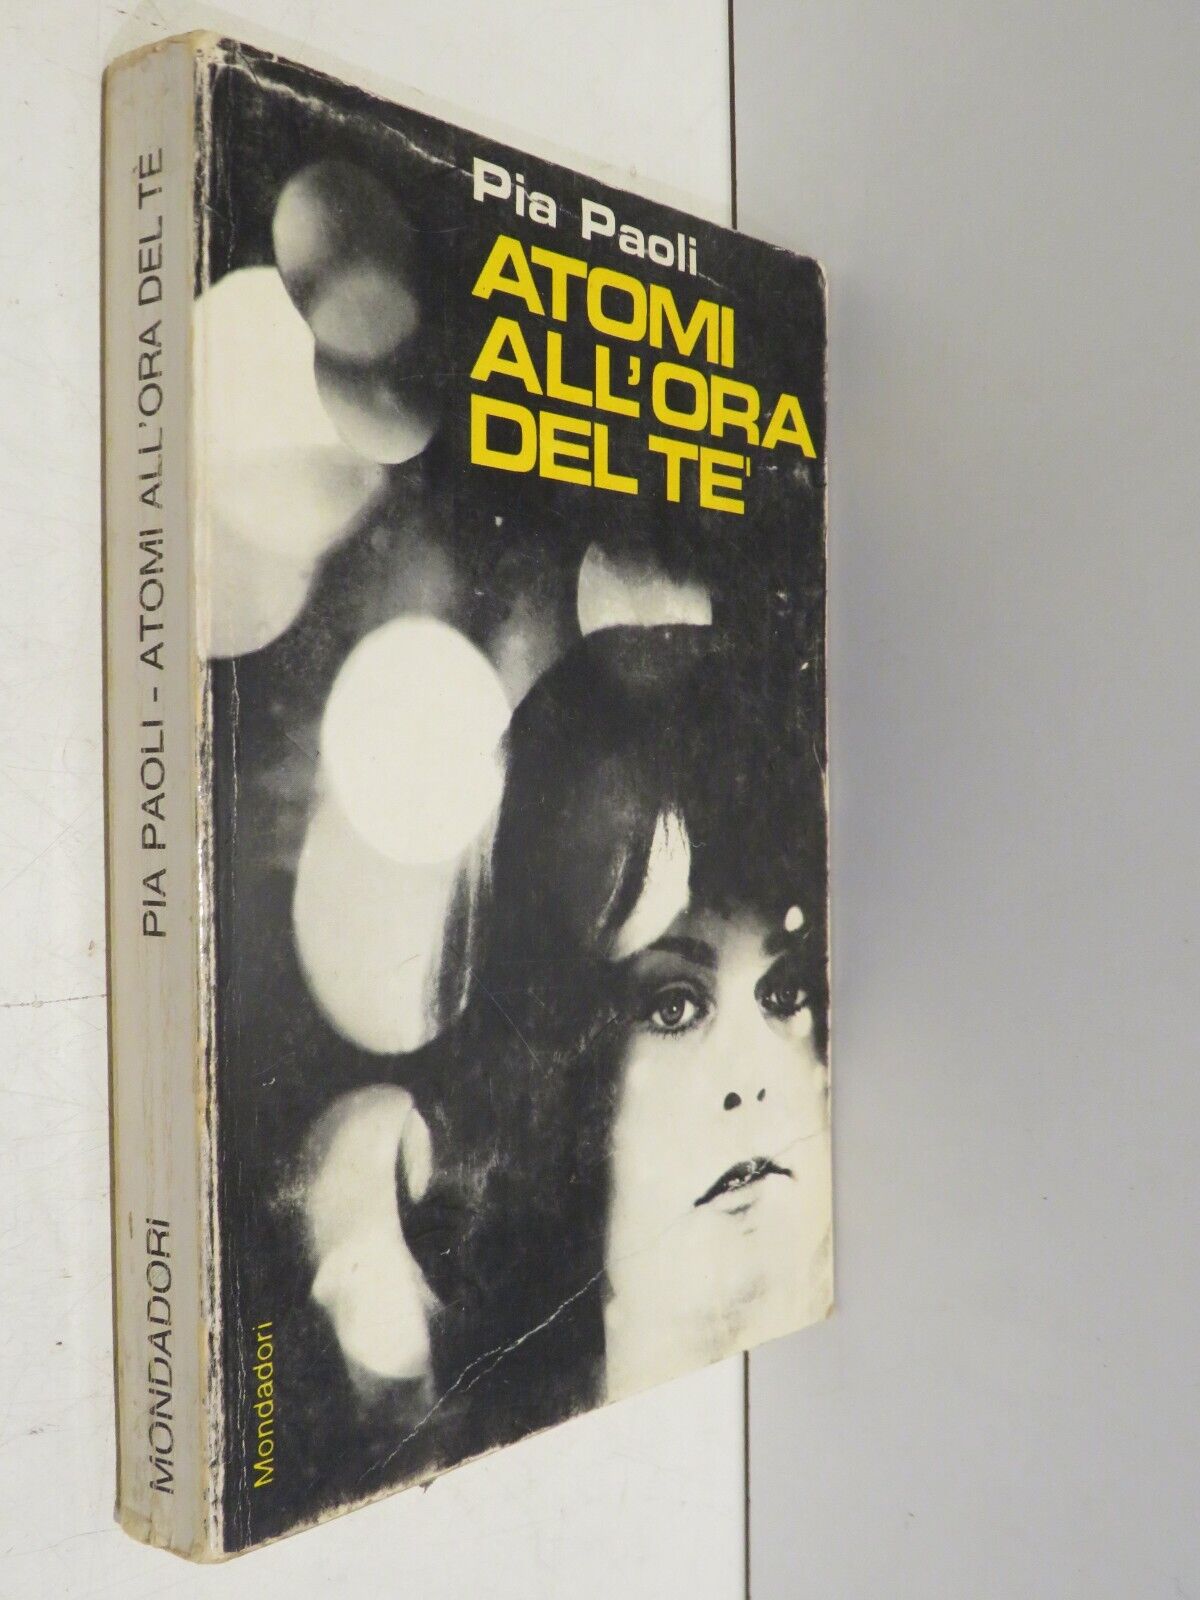 Pia Paoli
ATOMI
ALL'ORA
DEL TE'
Mondadori
PIA PAOLI - ATOMI ALL'ORA DEL TÈ
MONDADORI